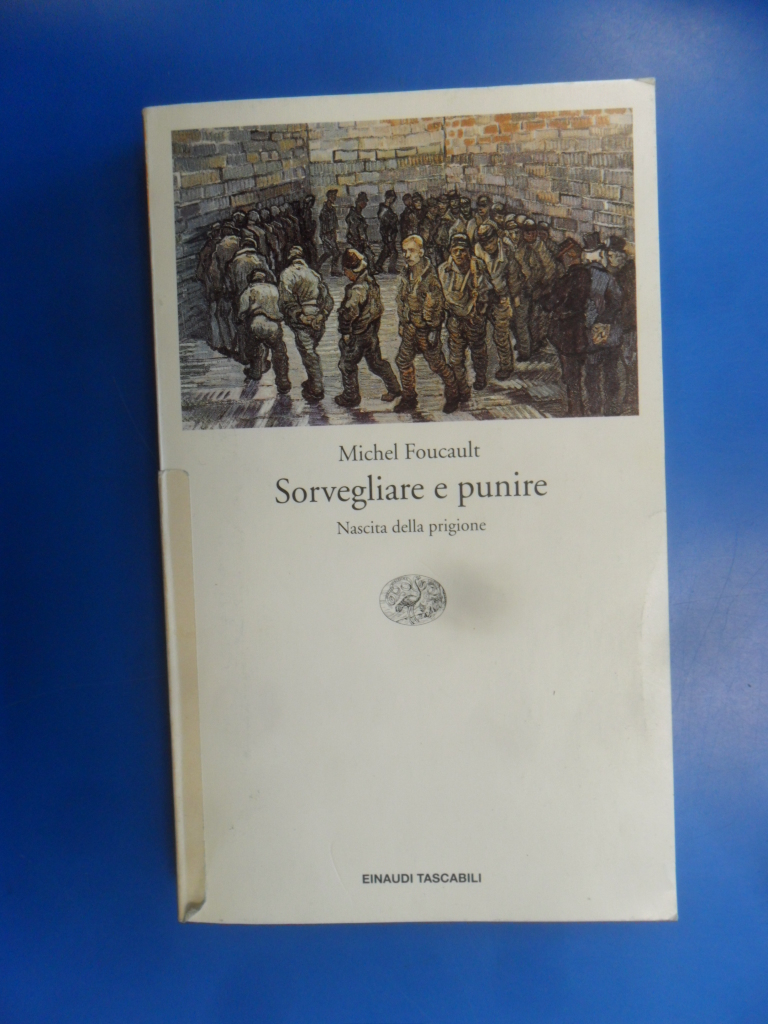 Michel Foucault
Sorvegliare e punire
Nascita della prigione
EINAUDI TASCABILI